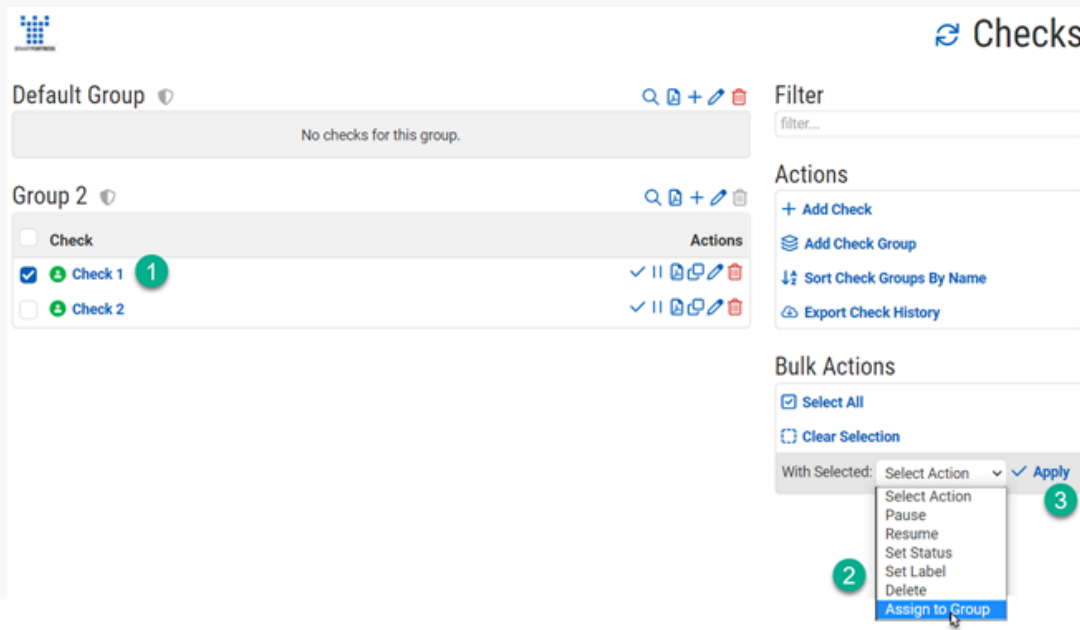 BINARYFORTRESS
Checks
Default Group
No checks for this group.
Group 2
Check
Actions
Check 1
1
Check 2
Filter
filter...
Actions
Add Check
Add Check Group
Sort Check Groups By Name
Export Check History
Bulk Actions
Select All
Clear Selection
With Selected: Select Action Apply
3
Select Action
Pause
Resume
Set Status
Set Label
2
Delete
Assign to Group